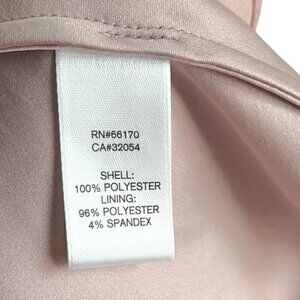 RN#66170
CA#32054
SHELL:
100% POLYESTER
LINING:
96% POLYESTER
4% SPANDEX